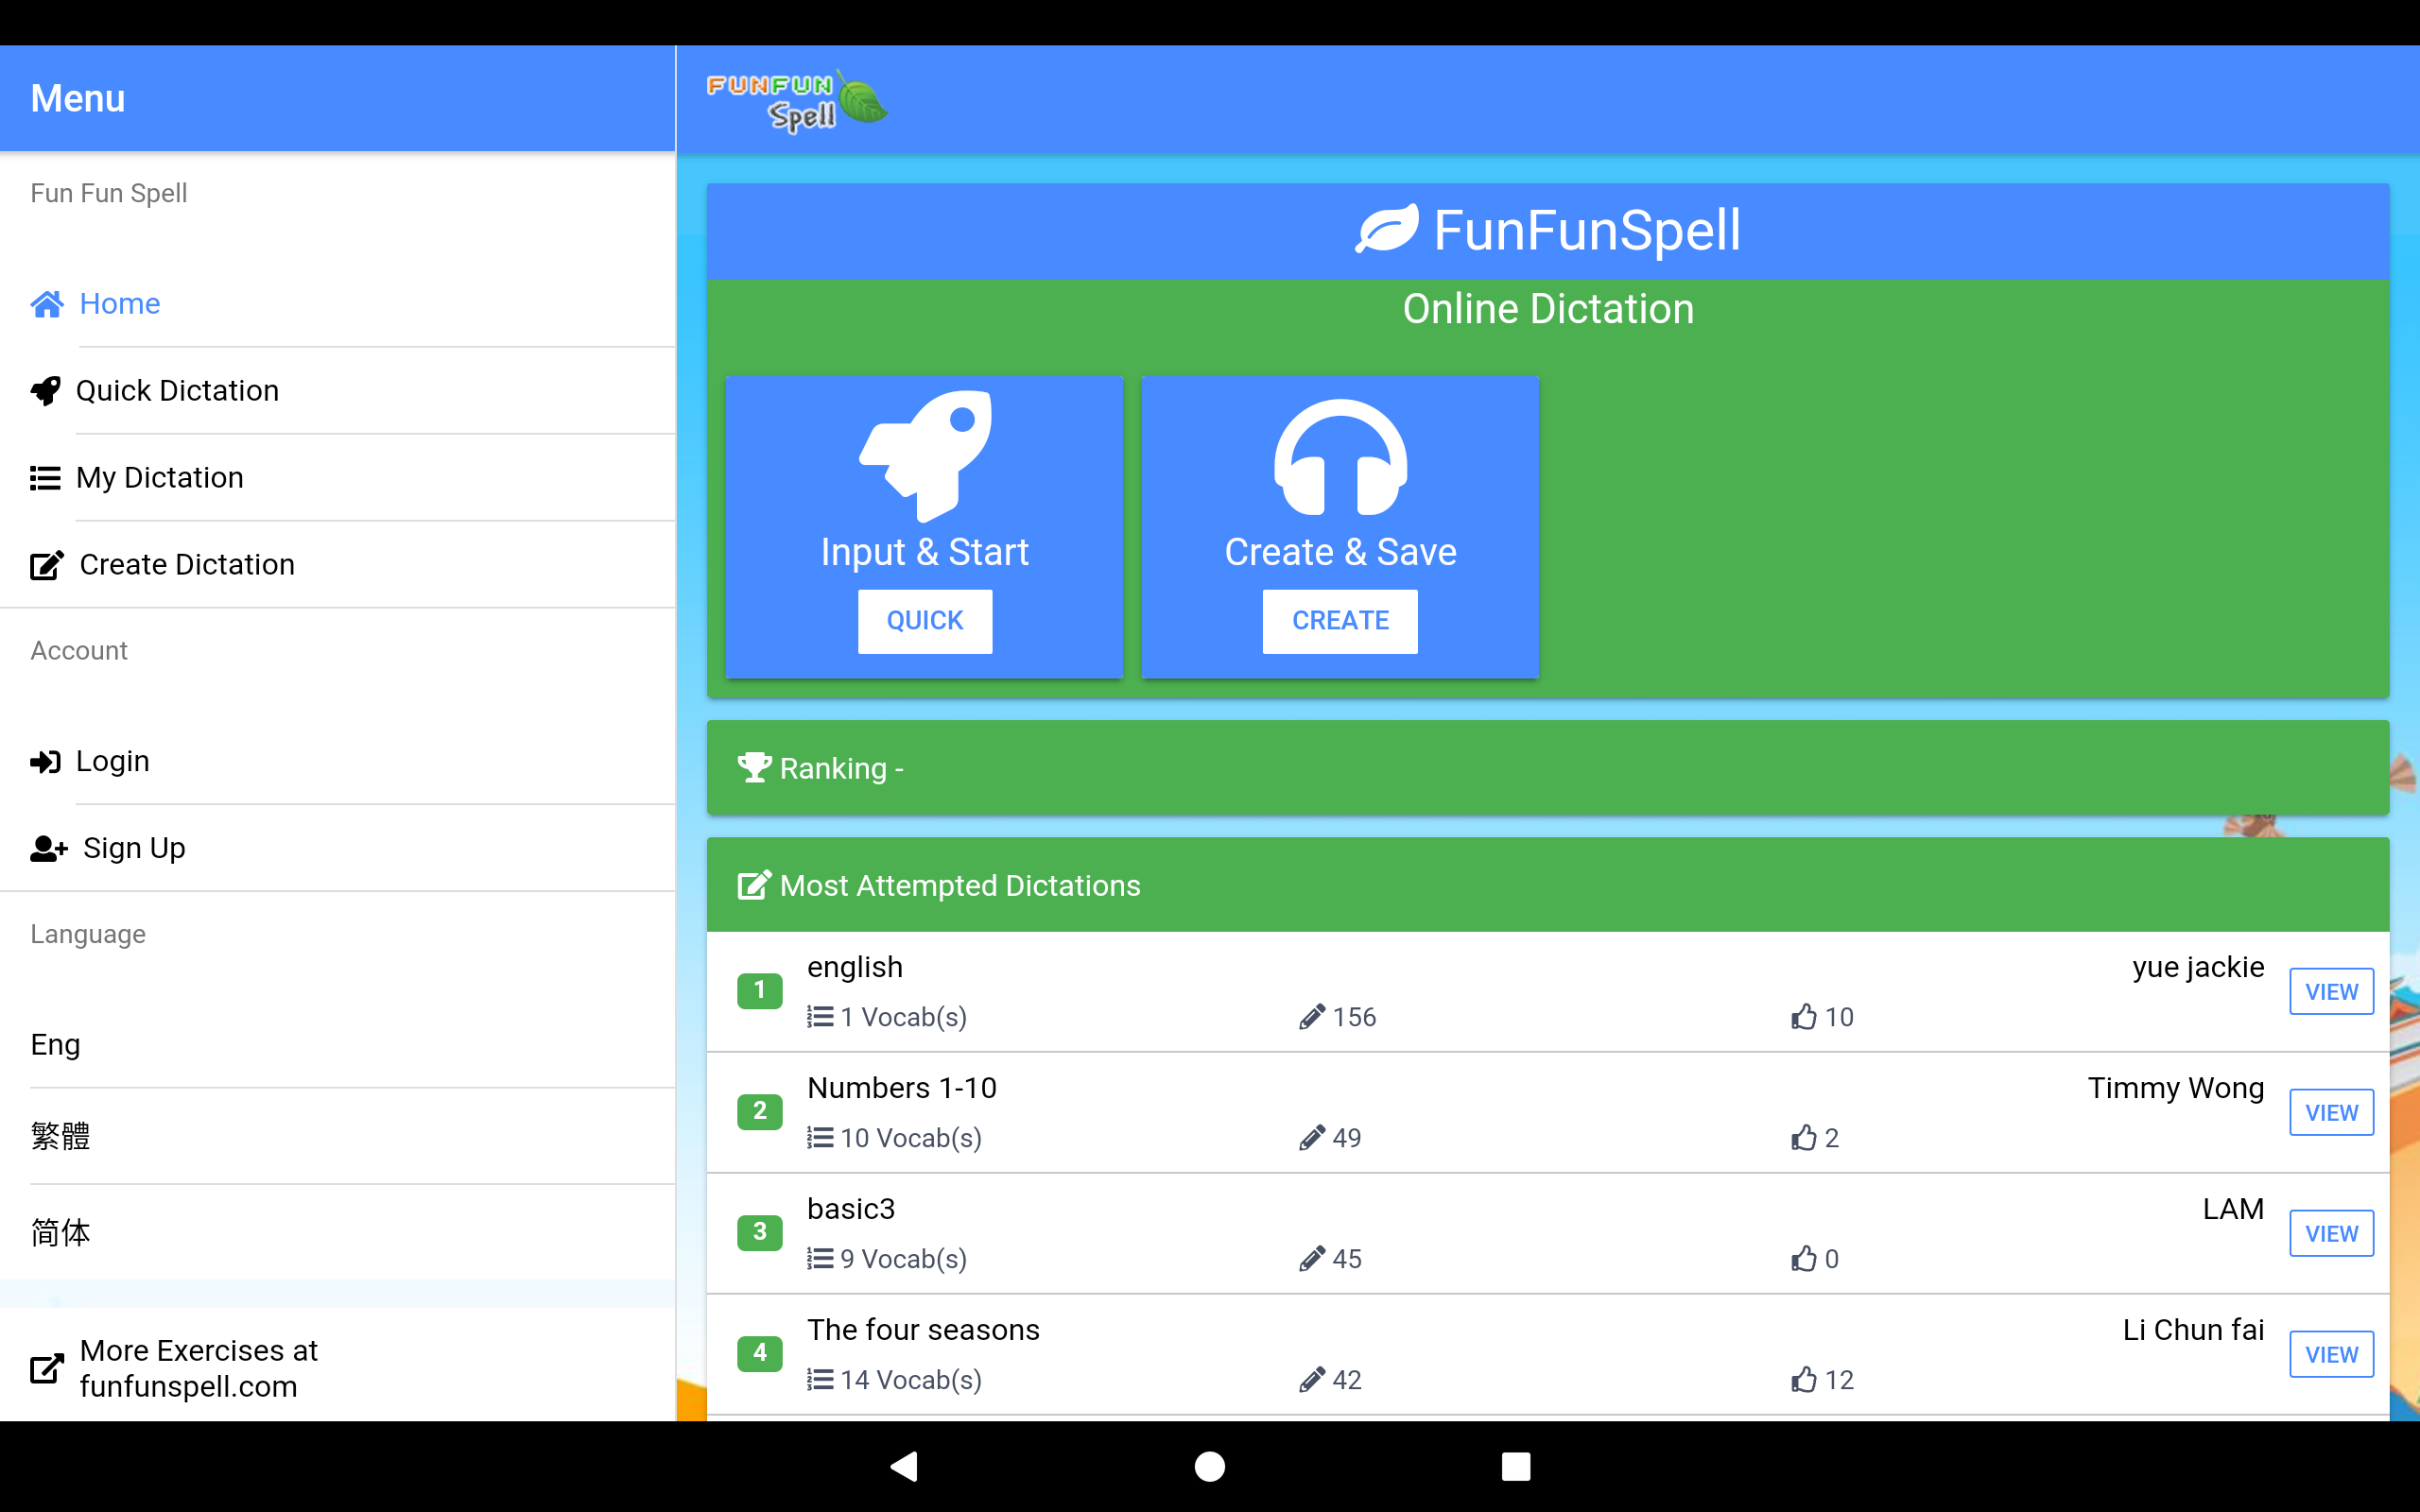 Menu
Fun Fun Spell
Home
Quick Dictation
My Dictation
Create Dictation
Account
Login
Sign Up
Language
Eng
繁體
简体
More Exercises at
funfunspell.com
FUNFUN
Spell
FunFunSpell
Online Dictation
Input & Start
QUICK
Create & Save
CREATE
Ranking -
Most Attempted Dictations
1 english yue jackie
1 Vocab(s) 156 10 VIEW
2 Numbers 1-10 Timmy Wong
10 Vocab(s) 49 2 VIEW
3 basic3 LAM
9 Vocab(s) 45 0 VIEW
4 The four seasons Li Chun fai
14 Vocab(s) 42 12 VIEW